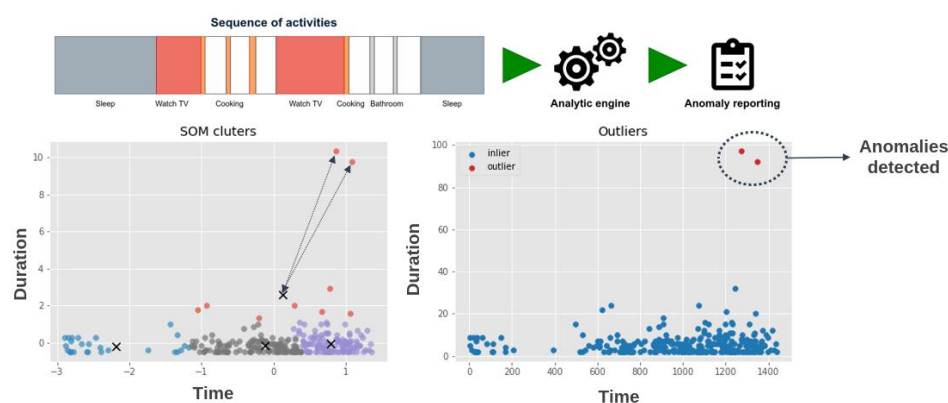 Sequence of activities
Sleep
Watch TV
Cooking
Watch TV
Cooking
Bathroom
Sleep
Analytic engine
Anomaly reporting
SOM cluters
10
8
6
4
2
0
−3
−2
−1
0
1
Duration
Time
Outliers
inlier
outlier
100
80
60
40
20
0
0
200
400
600
800
1000
1200
1400
Duration
Time
Anomalies
detected